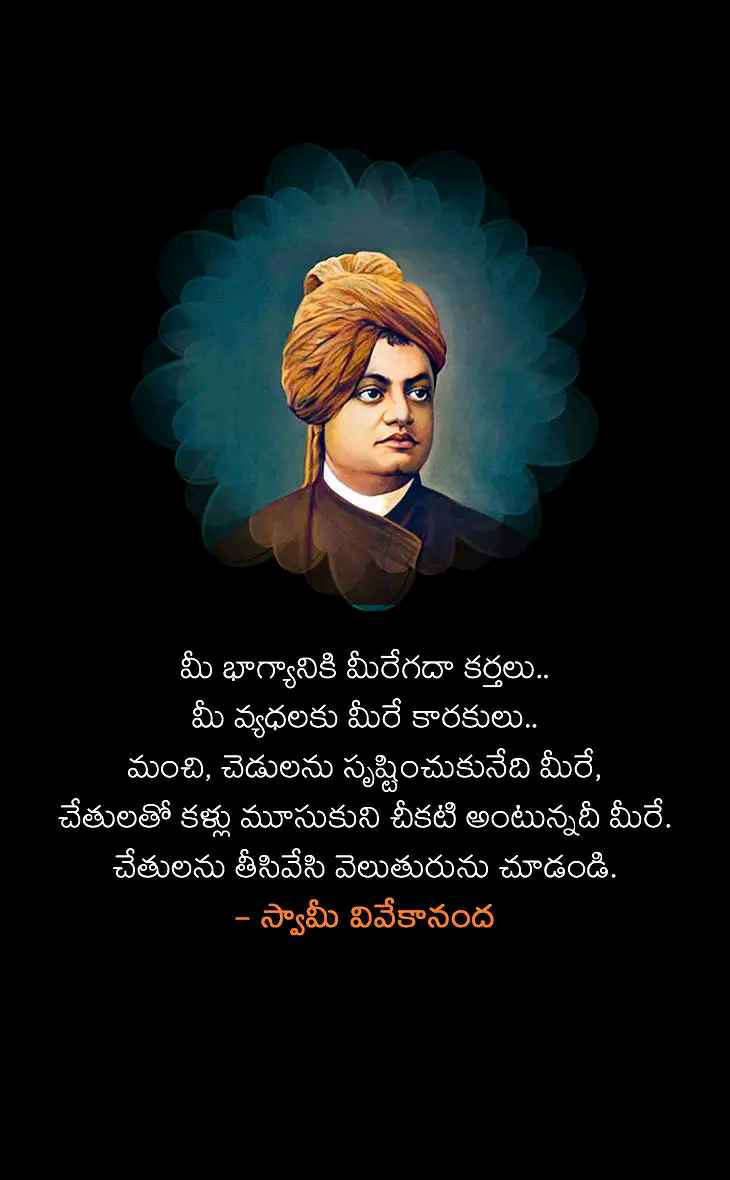 మీ భాగ్యానికి మీరేగదా కర్తలు..
మీ వ్యధలకు మీరే కారకులు..
మంచి, చెడులను సృష్టించుకునేది మీరే,
చేతులతో కళ్లు మూసుకుని చీకటి అంటున్నదీ మీరే.
చేతులను తీసివేసి వెలుతురును చూడండి.
– స్వామీ వివేకానంద